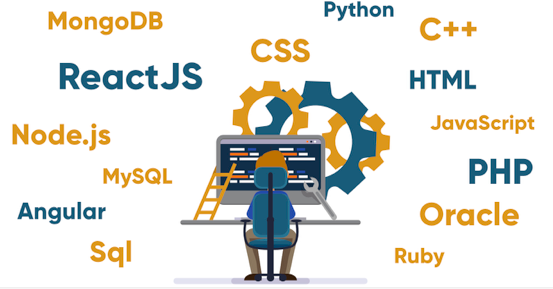 Python
MongoDB
C++
CSS
ReactJS
HTML
JavaScript
Node.js
MySQL
PHP
Angular
Oracle
Sql
Ruby